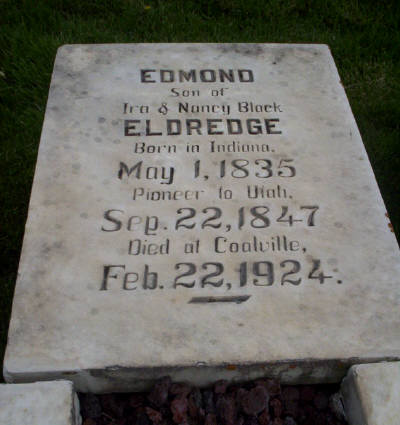 EDMOND
Son of
Ira & Nancy Black
ELDREDGE
Born in Indiana,
May 1, 1835
Pioneer to Utah,
Sep. 22, 1847
Died at Coalville,
Feb. 22, 1924.